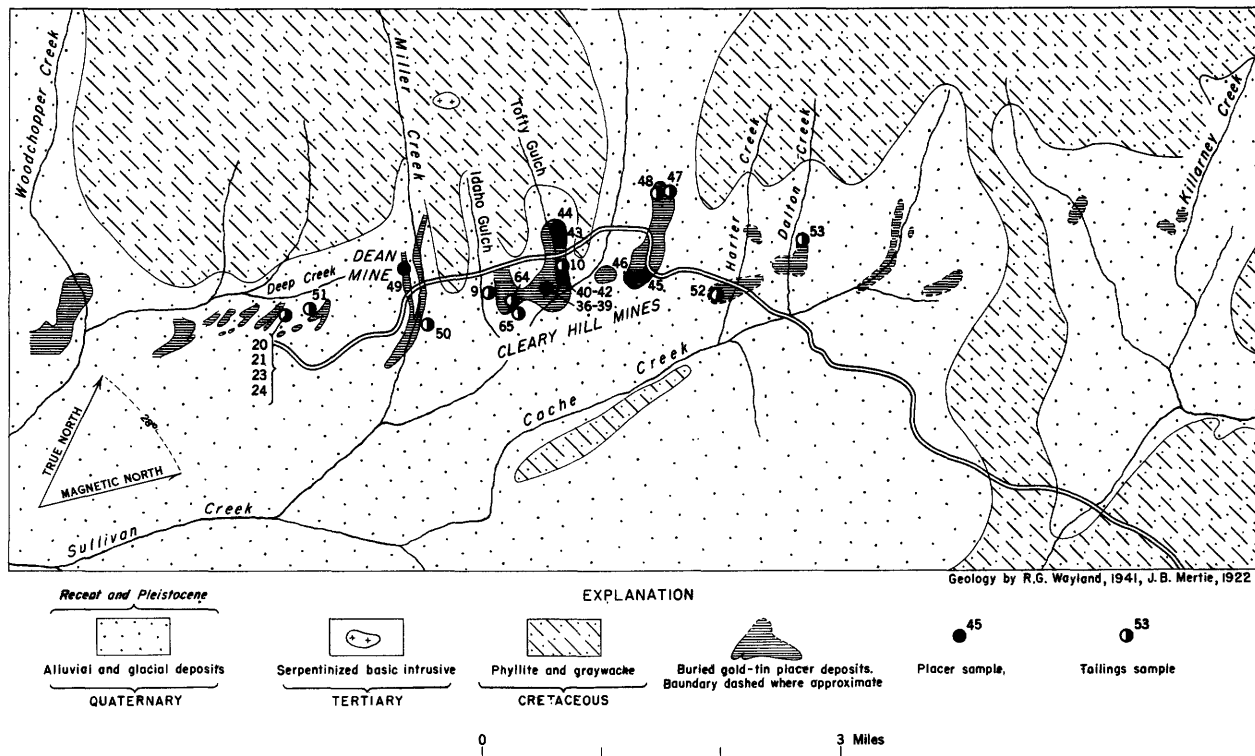 Woodchopper Creek
Miller Creek
Tofty Gulch
Idaho Gulch
Harter Creek
Dalton Creek
Killarney Creek
48
47
44
43
53
DEAN
MINE
49
Deep Creek
51
9
64
10
46
45
52
40-42
36-39
65
50
CLEARY HILL MINES
20
21
23
24
Cache Creek
TRUE NORTH
28°
MAGNETIC NORTH
Sullivan Creek
Geology by R.G. Wayland, 1941, J.B. Mertie, 1922
EXPLANATION
Recent and Pleistocene
45
53
Alluvial and glacial deposits
Serpentinized basic intrusive
Phyllite and graywacke
Buried gold-tin placer deposits.
Boundary dashed where approximate
Placer sample,
Tailings sample
QUATERNARY
TERTIARY
CRETACEOUS
0
3 Miles